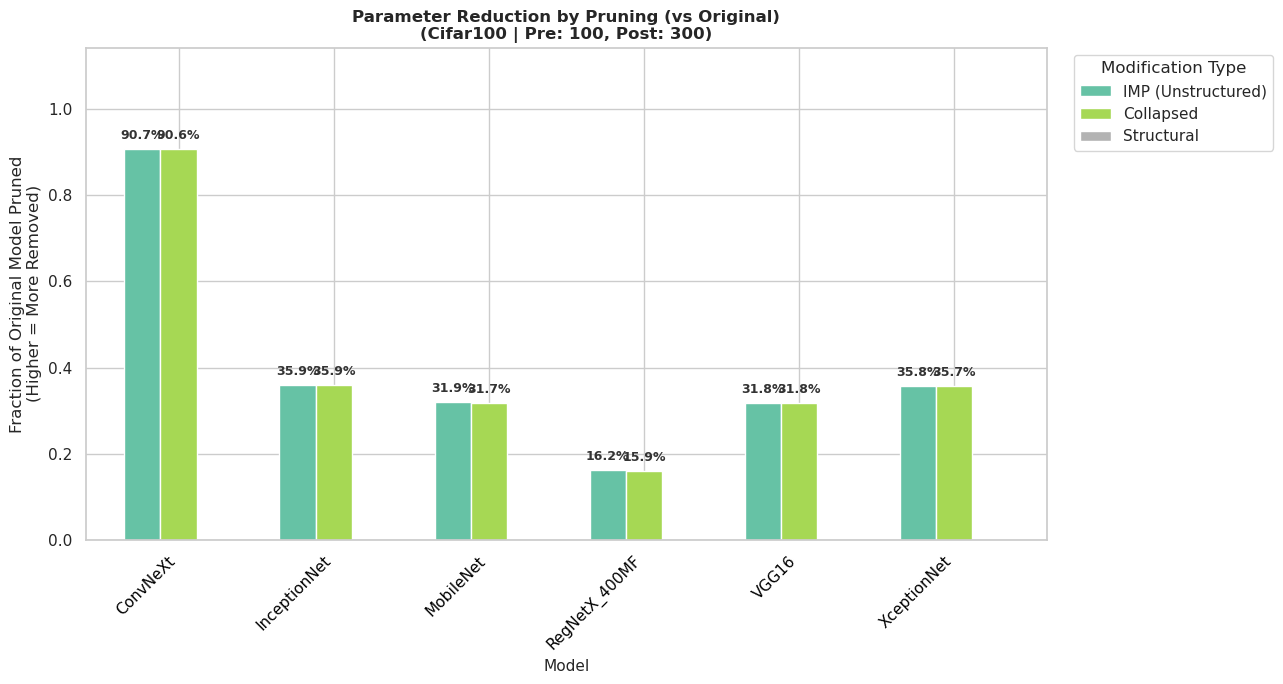 Parameter Reduction by Pruning (vs Original)
(Cifar100 | Pre: 100, Post: 300)
Fraction of Original Model Pruned
(Higher = More Removed)
1.0
0.8
0.6
0.4
0.2
0.0
90.7%
90.6%
35.9%
35.9%
31.9%
31.7%
16.2%
15.9%
31.8%
31.8%
35.8%
35.7%
ConvNeXt
InceptionNet
MobileNet
RegNetX_400MF
VGG16
XceptionNet
Model
Modification Type
IMP (Unstructured)
Collapsed
Structural